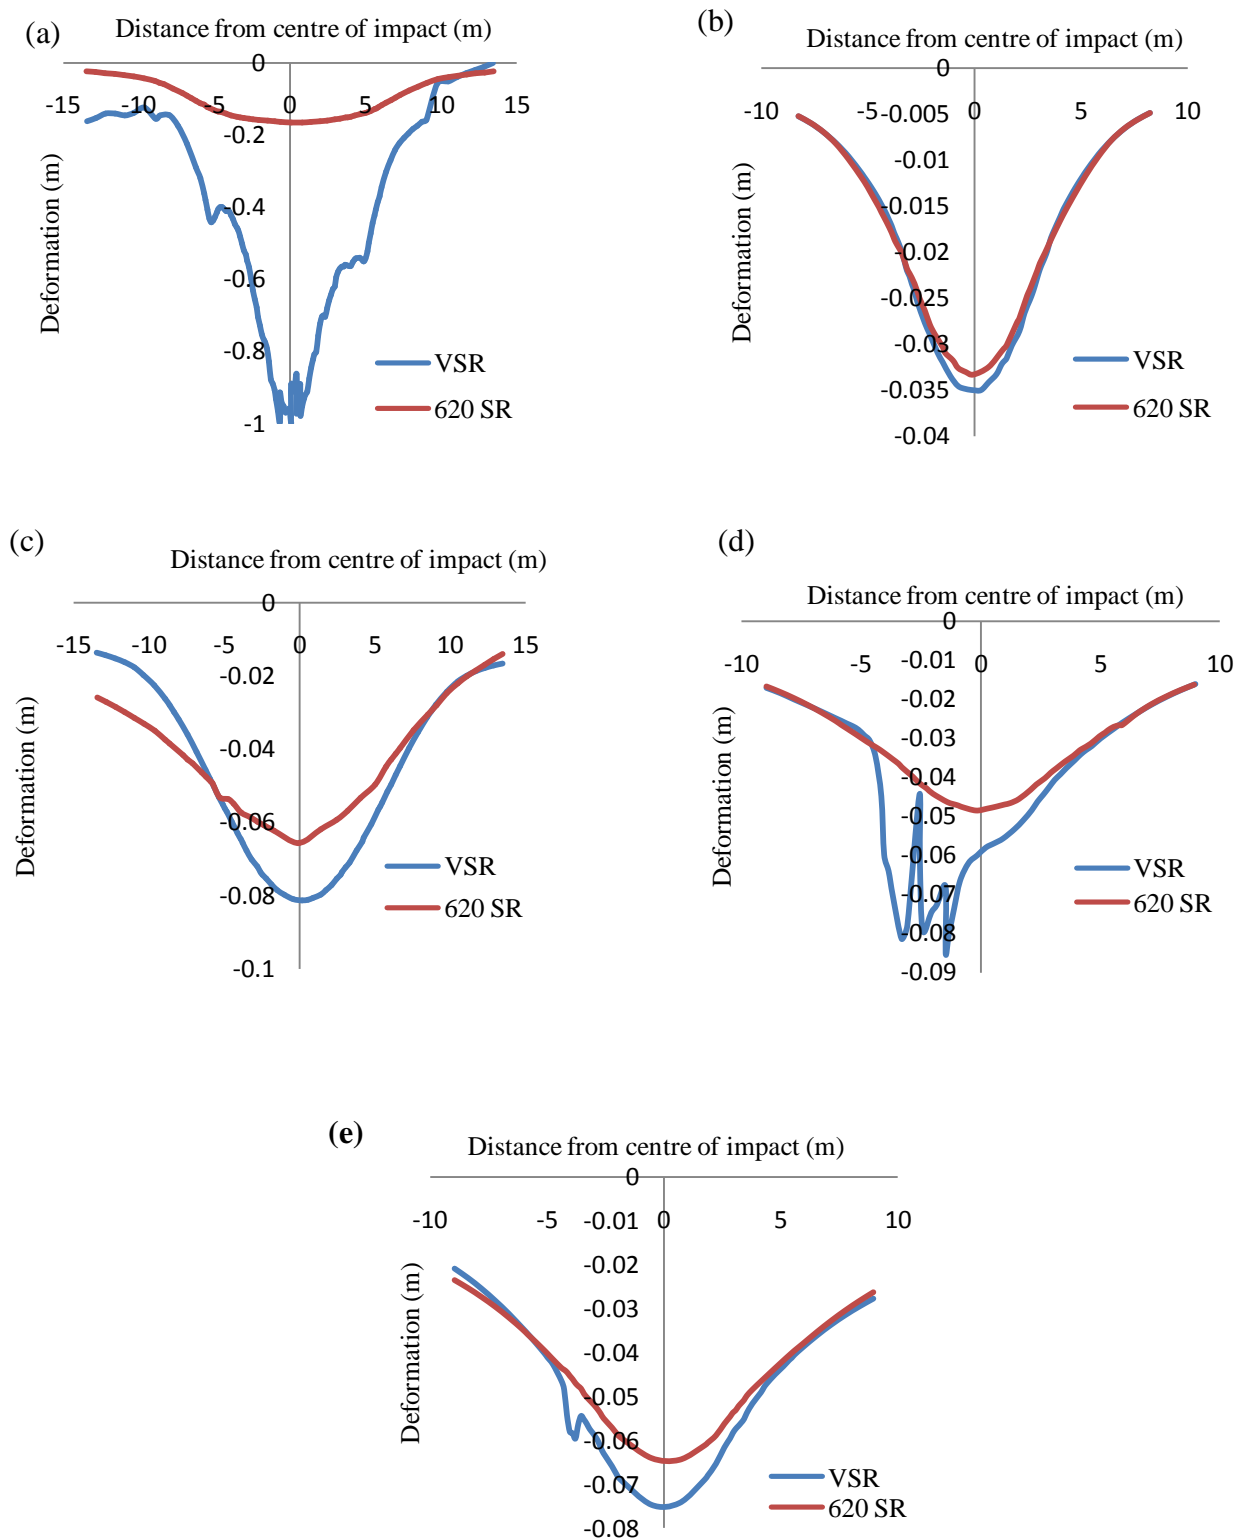 (a)
Distance from centre of impact (m)
0
-15 -10 -5 0 5 10 15
-0.2
-0.4
-0.6
-0.8
-1
Deformation (m)
VSR
620 SR
(b)
Distance from centre of impact (m)
0
-10 -5 0 5 10
-0.005
-0.01
-0.015
-0.02
-0.025
-0.03
-0.035
-0.04
Deformation (m)
VSR
620 SR
(c)
Distance from centre of impact (m)
0
-15 -10 -5 0 5 10 15
-0.02
-0.04
-0.06
-0.08
-0.1
Deformation (m)
VSR
620 SR
(d)
Distance from centre of impact (m)
0
-10 -5 0 5 10
-0.01
-0.02
-0.03
-0.04
-0.05
-0.06
-0.07
-0.08
-0.09
Deformation (m)
VSR
620 SR
(e)
Distance from centre of impact (m)
0
-10 -5 0 5 10
-0.01
-0.02
-0.03
-0.04
-0.05
-0.06
-0.07
-0.08
Deformation (m)
VSR
620 SR